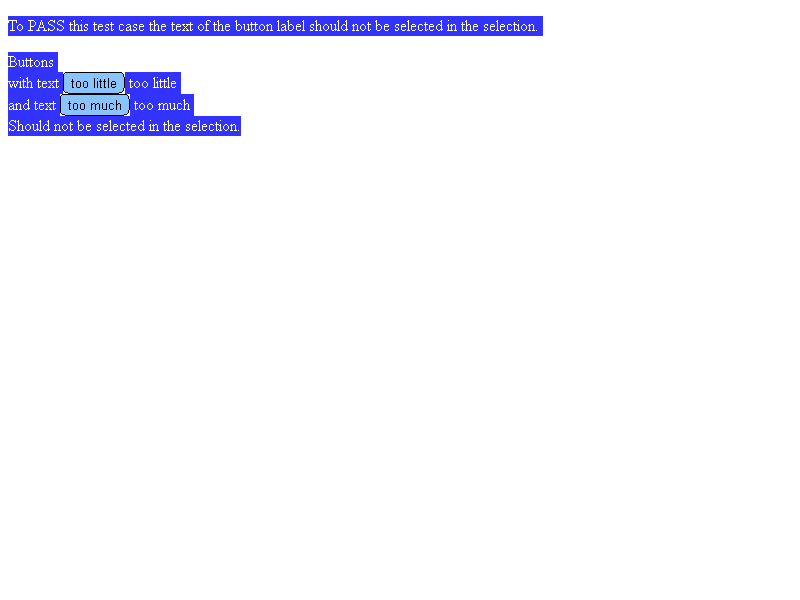 To PASS this test case the text of the button label should not be selected in the selection.
Buttons
with text too little too little
and text too much too much
Should not be selected in the selection.